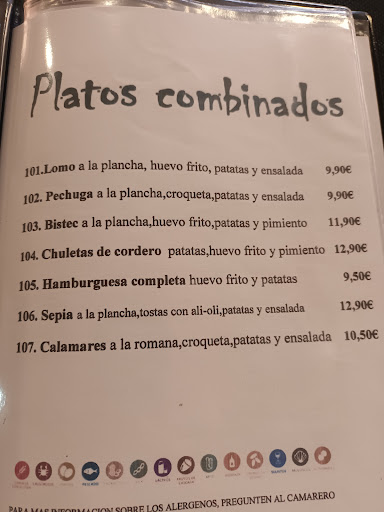 Platos combinados
101.Lomo a la plancha, huevo frito, patatas y ensalada 9,90€
102. Pechuga a la plancha,croqueta,patatas y ensalada 9,90€
103. Bistec a la plancha,huevo frito,patatas y pimiento 11,90€
104. Chuletas de cordero patatas,huevo frito y pimiento 12,90€
105. Hamburguesa completa huevo frito y patatas 9,50€
106. Sepia a la plancha,tostas con ali-oli,patatas y ensalada 12,90€
107. Calamares a la romana,croqueta,patatas y ensalada 10,50€
PARA MAS INFORMACION SOBRE LOS ALERGENOS, PREGUNTEN AL CAMARERO